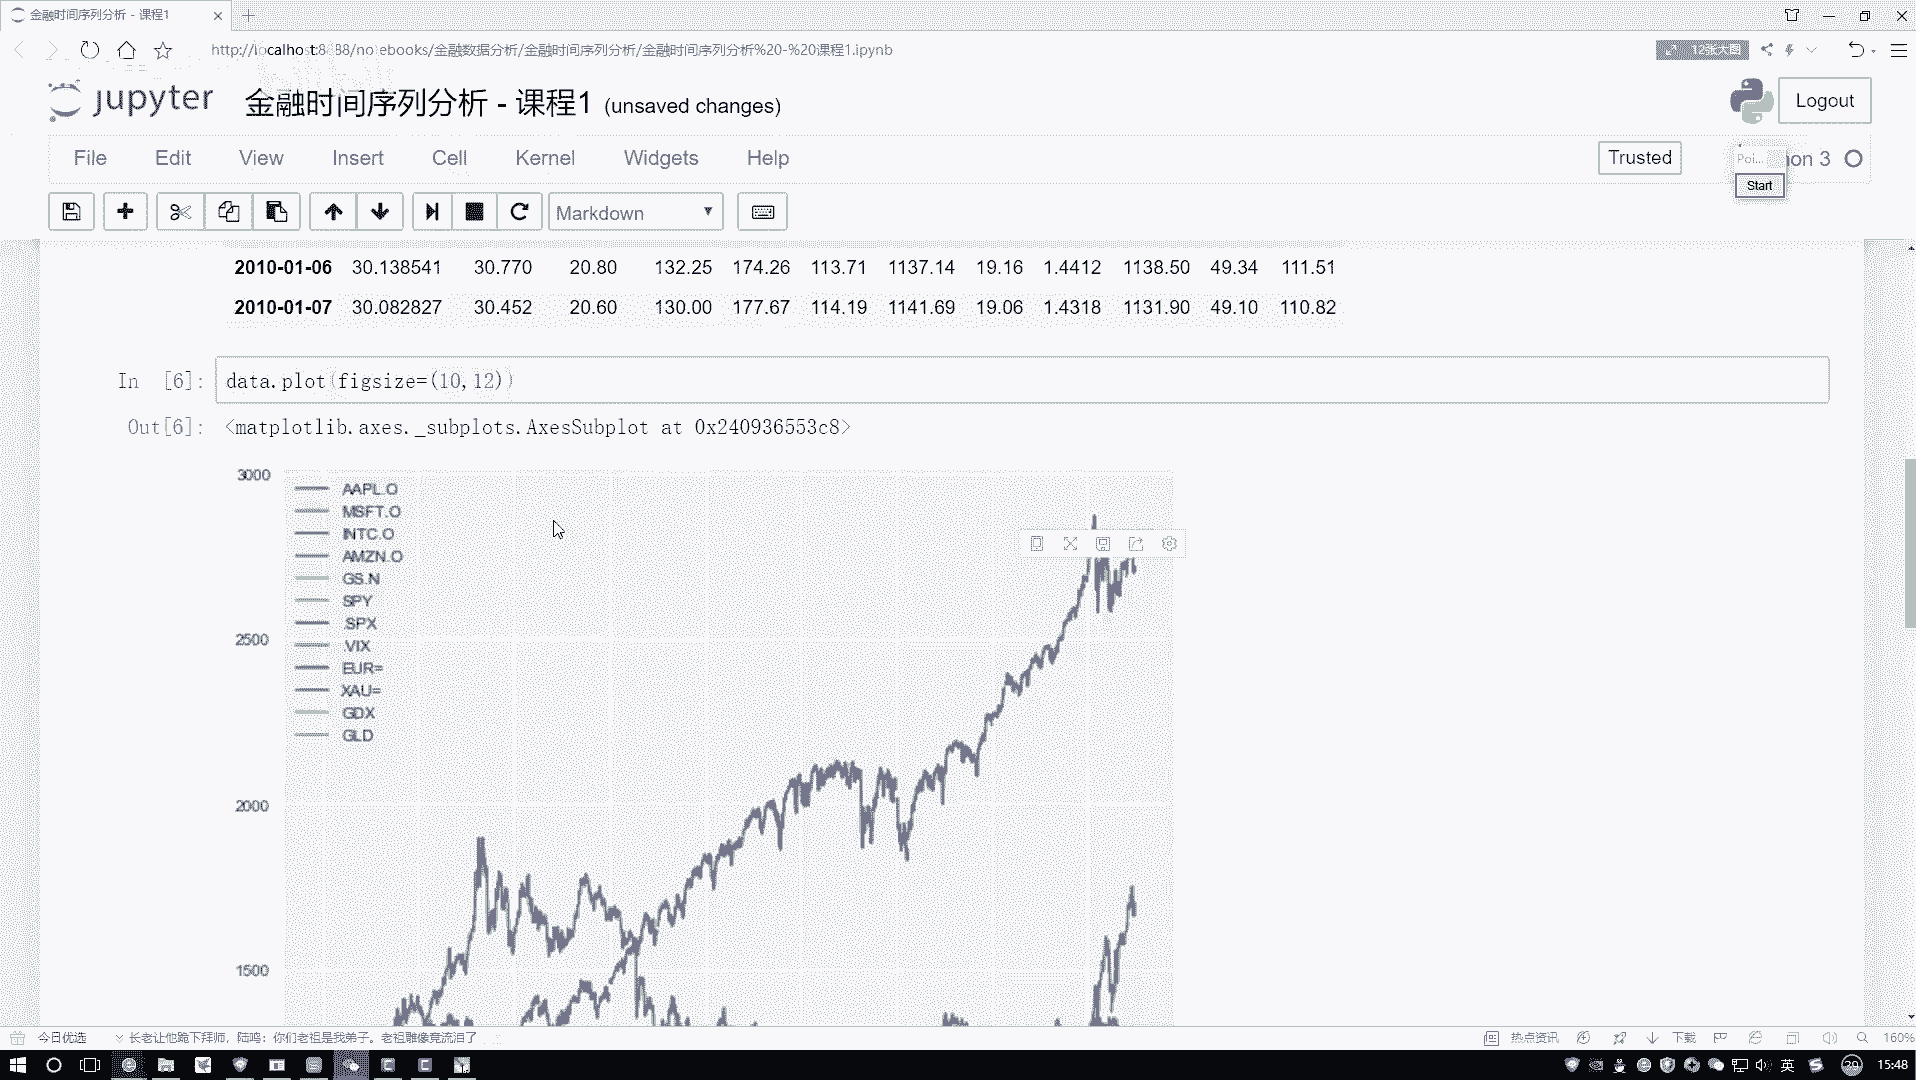 金融时间序列分析 - 课程1
http://localhost:8888/notebooks/金融数据分析/金融时间序列分析/金融时间序列分析%20-%20课程1.ipynb
12张大图
jupyter 金融时间序列分析 - 课程1 (unsaved changes)
Logout
File Edit View Insert Cell Kernel Widgets Help
Trusted
Poi... hon 3
Start
Markdown
2010-01-06 30.138541 30.770 20.80 132.25 174.26 113.71 1137.14 19.16 1.4412 1138.50 49.34 111.51
2010-01-07 30.082827 30.452 20.60 130.00 177.67 114.19 1141.69 19.06 1.4318 1131.90 49.10 110.82
In [6]: data.plot(figsize=(10,12))
Out[6]: <matplotlib.axes._subplots.AxesSubplot at 0x240936553c8>
3000
AAPL.O
MSFT.O
INTC.O
AMZN.O
GS.N
SPY
.SPX
.VIX
EUR=
XAU=
GDX
GLD
2500
2000
1500
今日优选 长老让他跪下拜师，陆鸣：你们老祖是我弟子。老祖雕像竟流泪了
热点资讯 下载 160%
英 29 15:48